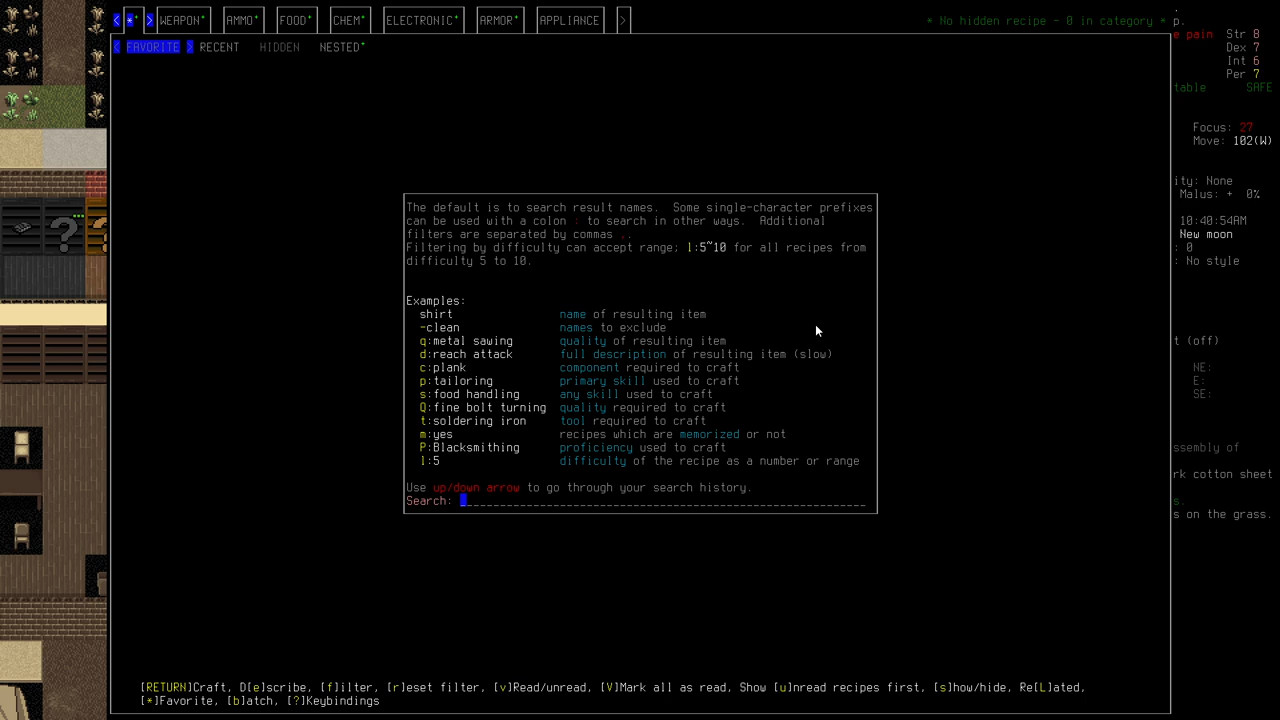 < ** > WEAPON* AMMO* FOOD* CHEM* ELECTRONIC* ARMOR* APPLIANCE >
* No hidden recipe - 0 in category *
p.
< FAVORITE > RECENT HIDDEN NESTED*
e pain Str 8
Dex 7
Int 6
Per 7
table SAFE
Focus: 27
Move: 102(W)
ity: None
Malus: + 0%
10:40:54AM
New moon
: 0
: No style
t (off)
NE:
E:
SE:
ssembly of
rk cotton sheet
s.
s on the grass.
The default is to search result names. Some single-character prefixes
can be used with a colon : to search in other ways. Additional
filters are separated by commas ,.
Filtering by difficulty can accept range; l:5~10 for all recipes from
difficulty 5 to 10.
Examples:
shirt name of resulting item
-clean names to exclude
q:metal sawing quality of resulting item
d:reach attack full description of resulting item (slow)
c:plank component required to craft
p:tailoring primary skill used to craft
s:food handling any skill used to craft
Q:fine bolt turning quality required to craft
t:soldering iron tool required to craft
m:yes recipes which are memorized or not
P:Blacksmithing proficiency used to craft
l:5 difficulty of the recipe as a number or range
Use up/down arrow to go through your search history.
Search:
[RETURN]Craft, D[e]scribe, [f]ilter, [r]eset filter, [v]Read/unread, [V]Mark all as read, Show [u]nread recipes first, [s]how/hide, Re[L]ated,
[*]Favorite, [b]atch, [?]Keybindings